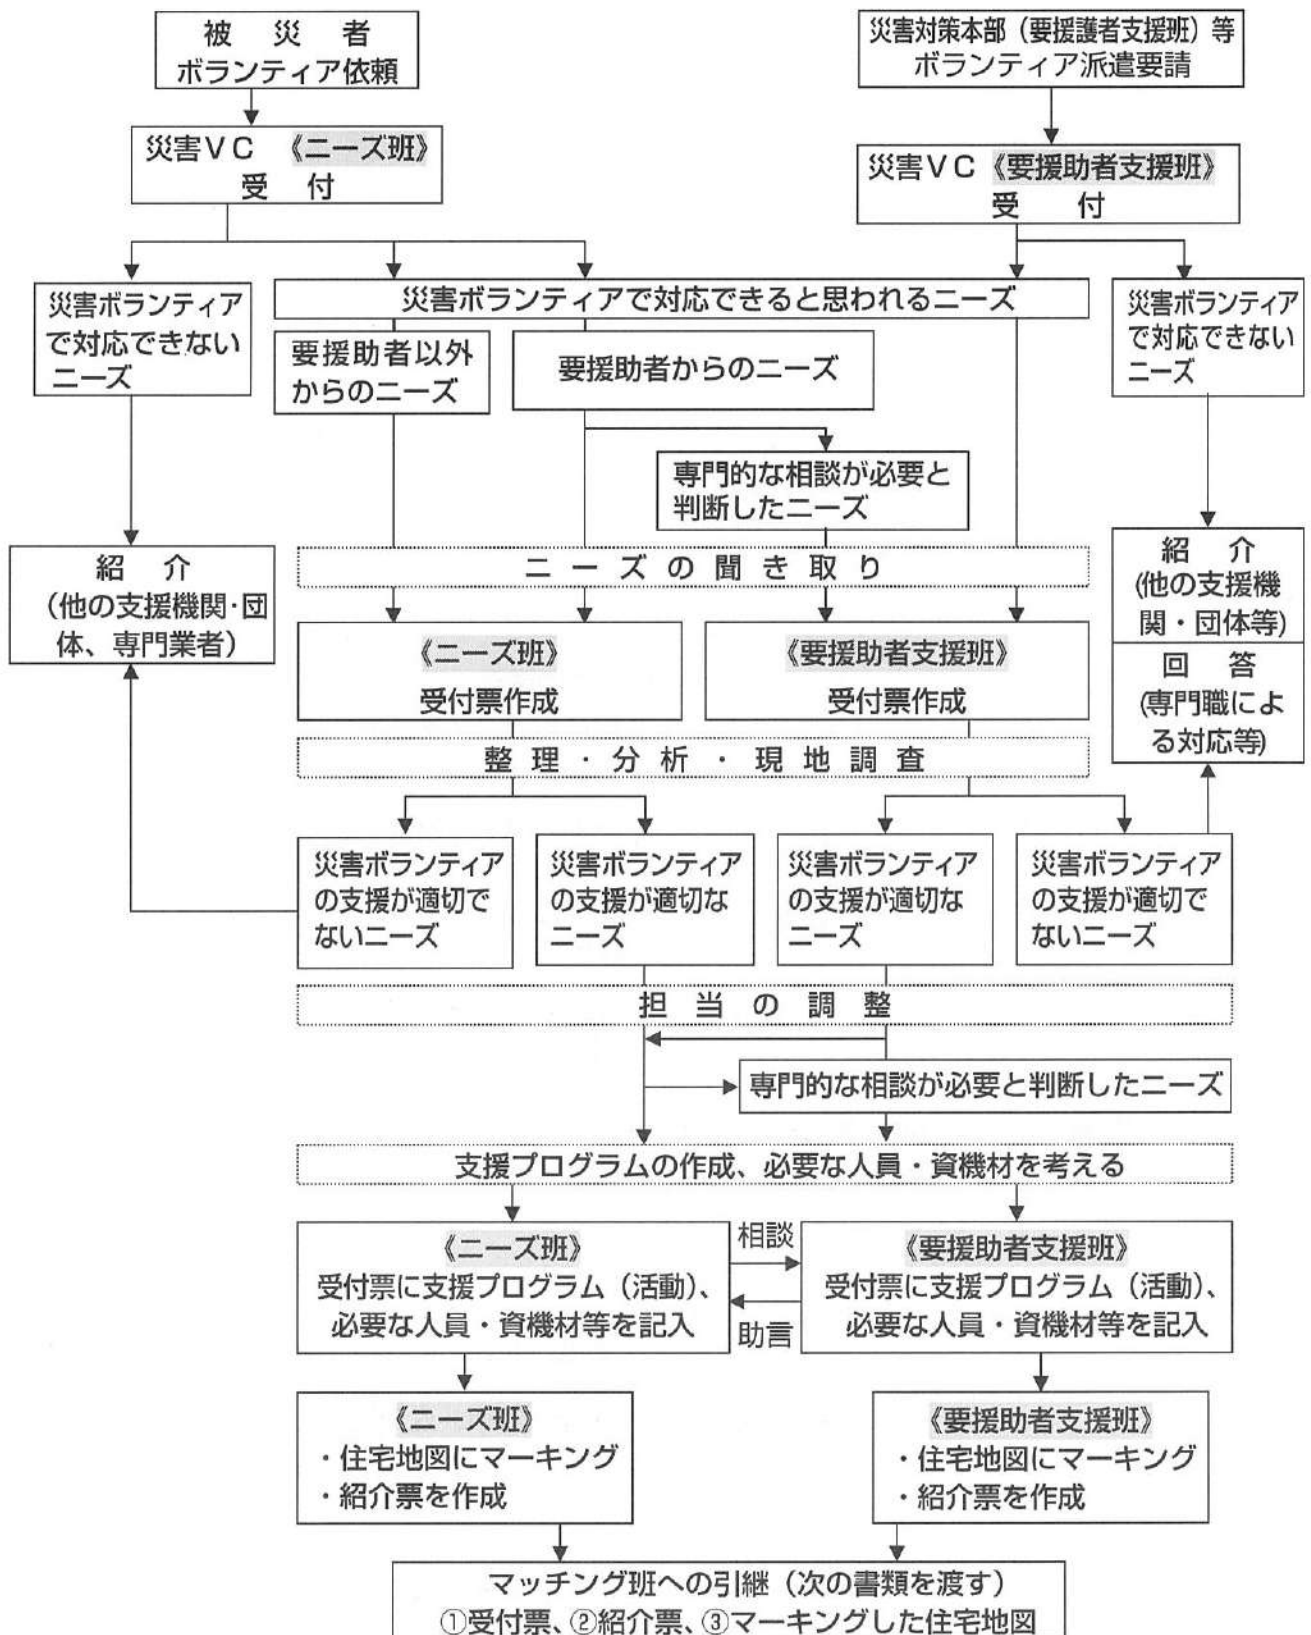 被 災 者
ボランティア依頼
災害対策本部（要援護者支援班）等
ボランティア派遣要請
災害ＶＣ 《ニーズ班》
受 付
災害ＶＣ《要援助者支援班》
受 付
災害ボランティア
で対応できない
ニーズ
災害ボランティアで対応できると思われるニーズ
災害ボランティア
で対応できない
ニーズ
要援助者以外
からのニーズ
要援助者からのニーズ
専門的な相談が必要と
判断したニーズ
紹 介
（他の支援機関・団
体、専門業者）
ニ ー ズ の 聞 き 取 り
紹 介
(他の支援機
関・団体等)
回 答
(専門職によ
る対応等)
《ニーズ班》
受付票作成
《要援助者支援班》
受付票作成
整 理 ・ 分 析 ・ 現 地 調 査
災害ボランティア
の支援が適切で
ないニーズ
災害ボランティア
の支援が適切な
ニーズ
災害ボランティア
の支援が適切な
ニーズ
災害ボランティア
の支援が適切で
ないニーズ
担 当 の 調 整
専門的な相談が必要と判断したニーズ
支援プログラムの作成、必要な人員・資機材を考える
《ニーズ班》
受付票に支援プログラム（活動）、
必要な人員・資機材等を記入
相談
助言
《要援助者支援班》
受付票に支援プログラム（活動）、
必要な人員・資機材等を記入
《ニーズ班》
・住宅地図にマーキング
・紹介票を作成
《要援助者支援班》
・住宅地図にマーキング
・紹介票を作成
マッチング班への引継（次の書類を渡す）
①受付票、②紹介票、③マーキングした住宅地図